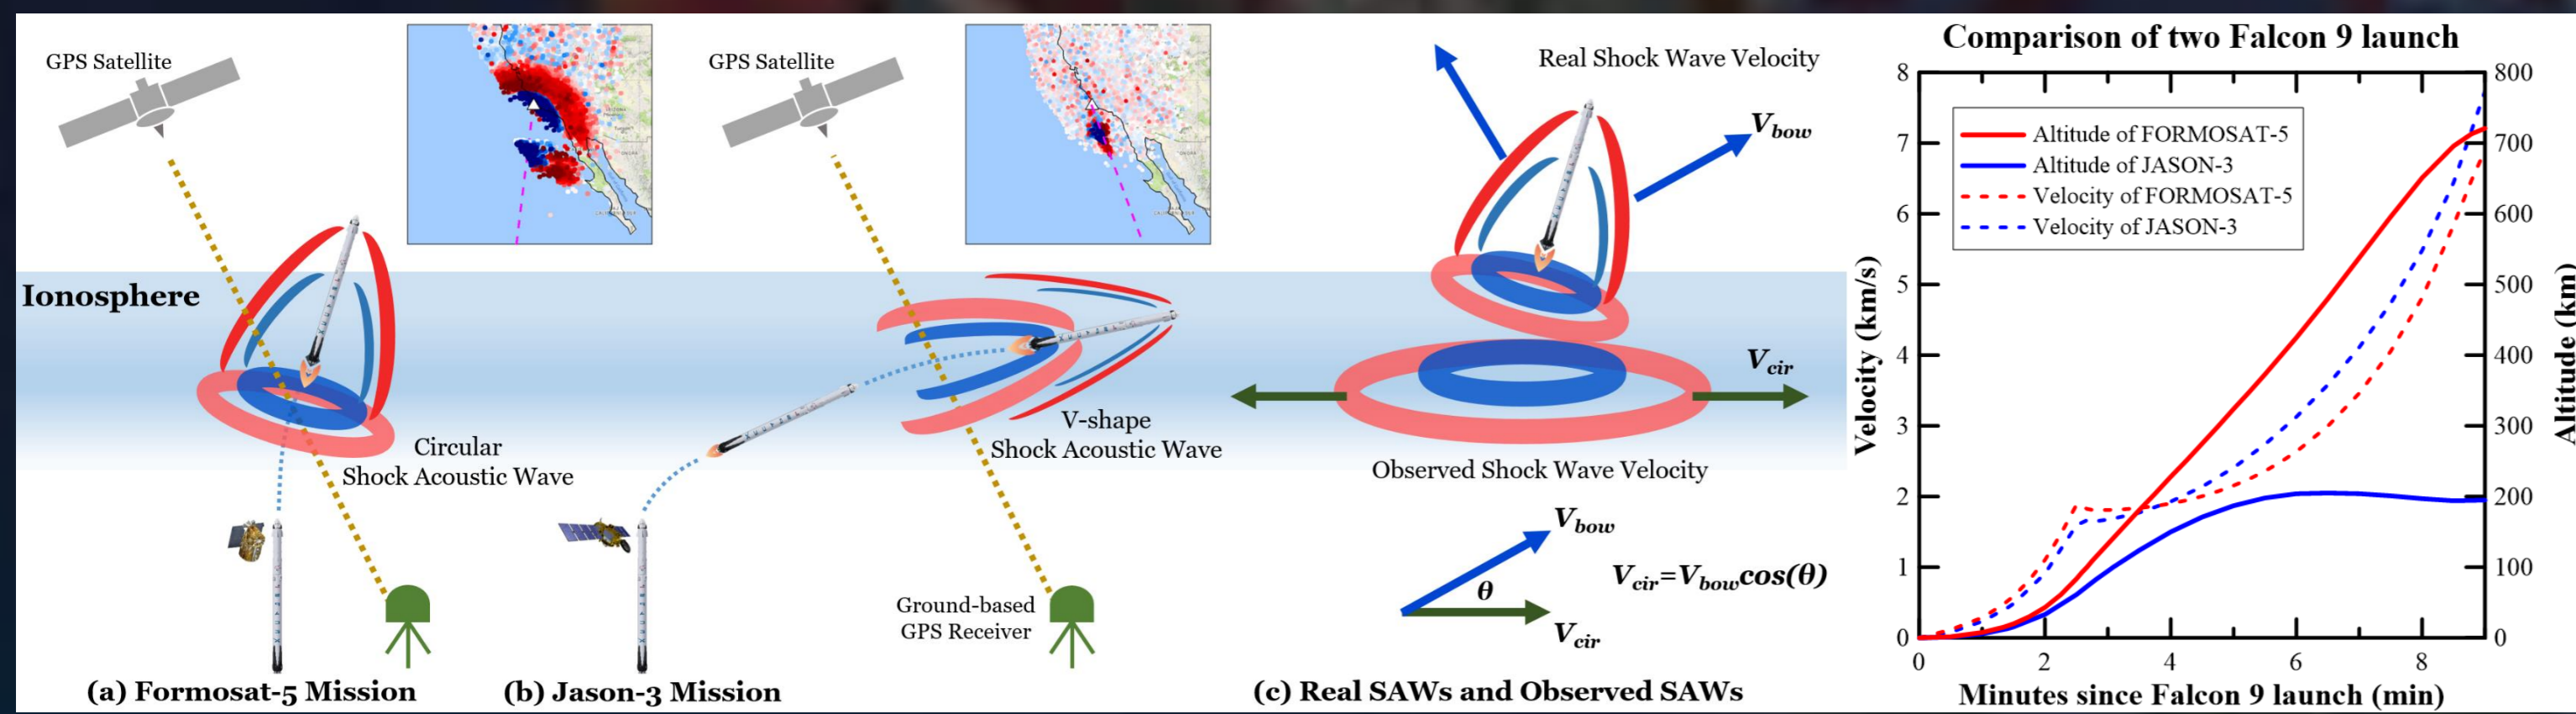 GPS Satellite
Ionosphere
Circular
Shock Acoustic Wave
(a) Formosat-5 Mission
GPS Satellite
V-shape
Shock Acoustic Wave
Ground-based
GPS Receiver
(b) Jason-3 Mission
Real Shock Wave Velocity
Vbow
Vcir
Observed Shock Wave Velocity
Vbow
Vcir=Vbowcos(θ)
θ
Vcir
(c) Real SAWs and Observed SAWs
Comparison of two Falcon 9 launch
Altitude of FORMOSAT-5
Altitude of JASON-3
Velocity of FORMOSAT-5
Velocity of JASON-3
Velocity (km/s)
8
7
6
5
4
3
2
1
0
800
700
600
500
400
300
200
100
0
Altitude (km)
0 2 4 6 8
Minutes since Falcon 9 launch (min)